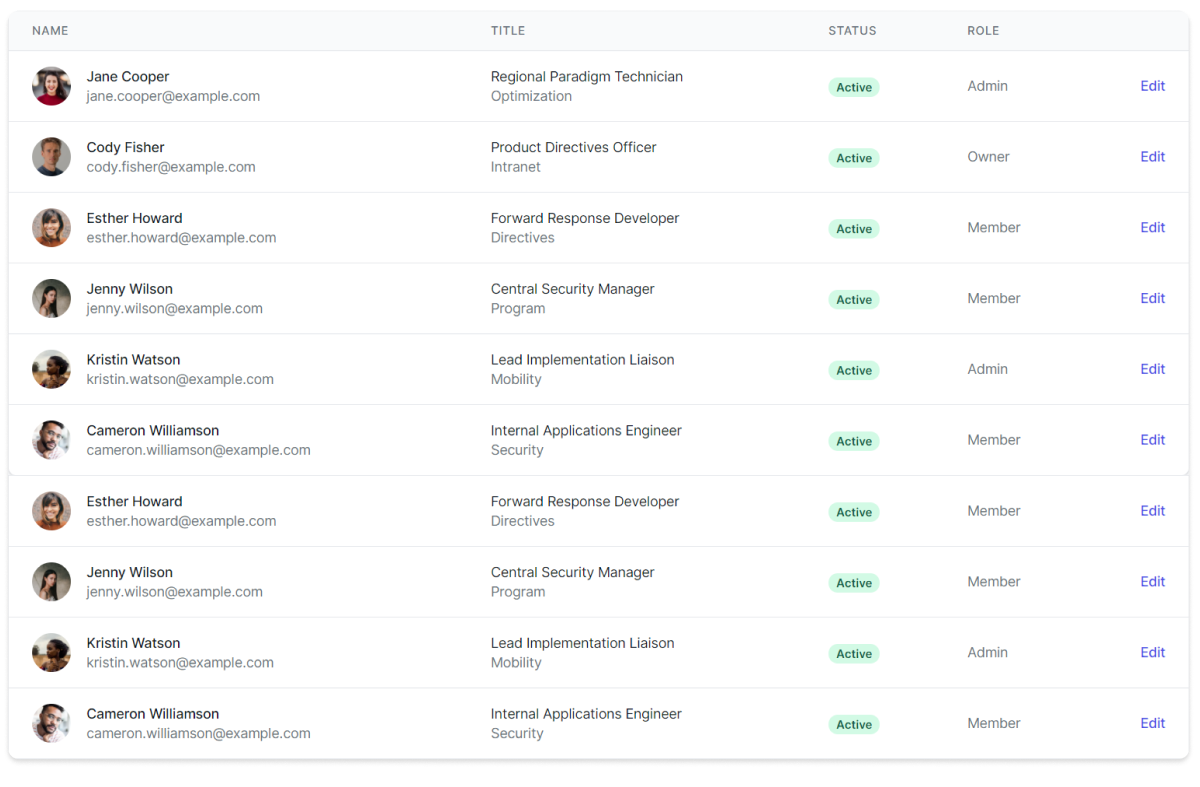 NAME TITLE STATUS ROLE
Jane Cooper Regional Paradigm Technician
jane.cooper@example.com Optimization Active Admin Edit
Cody Fisher Product Directives Officer
cody.fisher@example.com Intranet Active Owner Edit
Esther Howard Forward Response Developer
esther.howard@example.com Directives Active Member Edit
Jenny Wilson Central Security Manager
jenny.wilson@example.com Program Active Member Edit
Kristin Watson Lead Implementation Liaison
kristin.watson@example.com Mobility Active Admin Edit
Cameron Williamson Internal Applications Engineer
cameron.williamson@example.com Security Active Member Edit
Esther Howard Forward Response Developer
esther.howard@example.com Directives Active Member Edit
Jenny Wilson Central Security Manager
jenny.wilson@example.com Program Active Member Edit
Kristin Watson Lead Implementation Liaison
kristin.watson@example.com Mobility Active Admin Edit
Cameron Williamson Internal Applications Engineer
cameron.williamson@example.com Security Active Member Edit